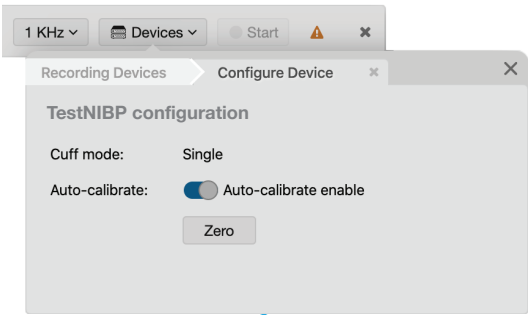 1 KHz Devices Start
Recording Devices Configure Device
TestNIBP configuration
Cuff mode: Single
Auto-calibrate: Auto-calibrate enable
Zero